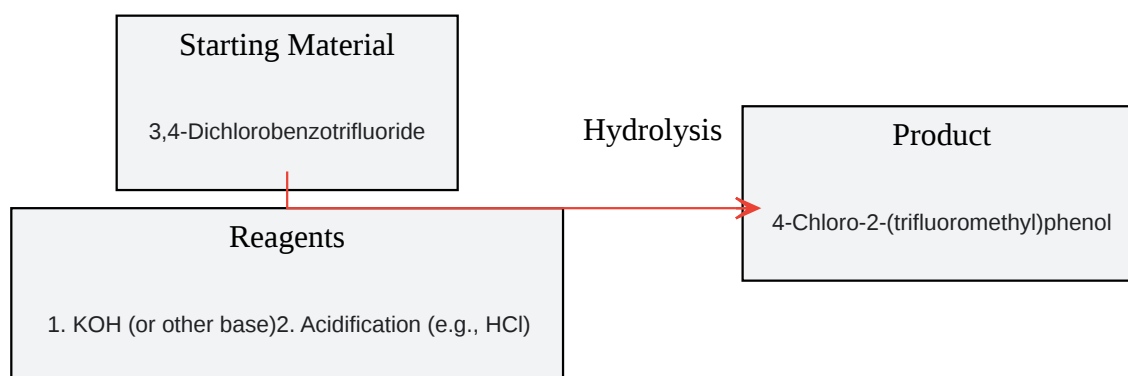 Starting Material
3,4-Dichlorobenzotrifluoride
Hydrolysis
Product
4-Chloro-2-(trifluoromethyl)phenol
Reagents
1. KOH (or other base)2. Acidification (e.g., HCl)